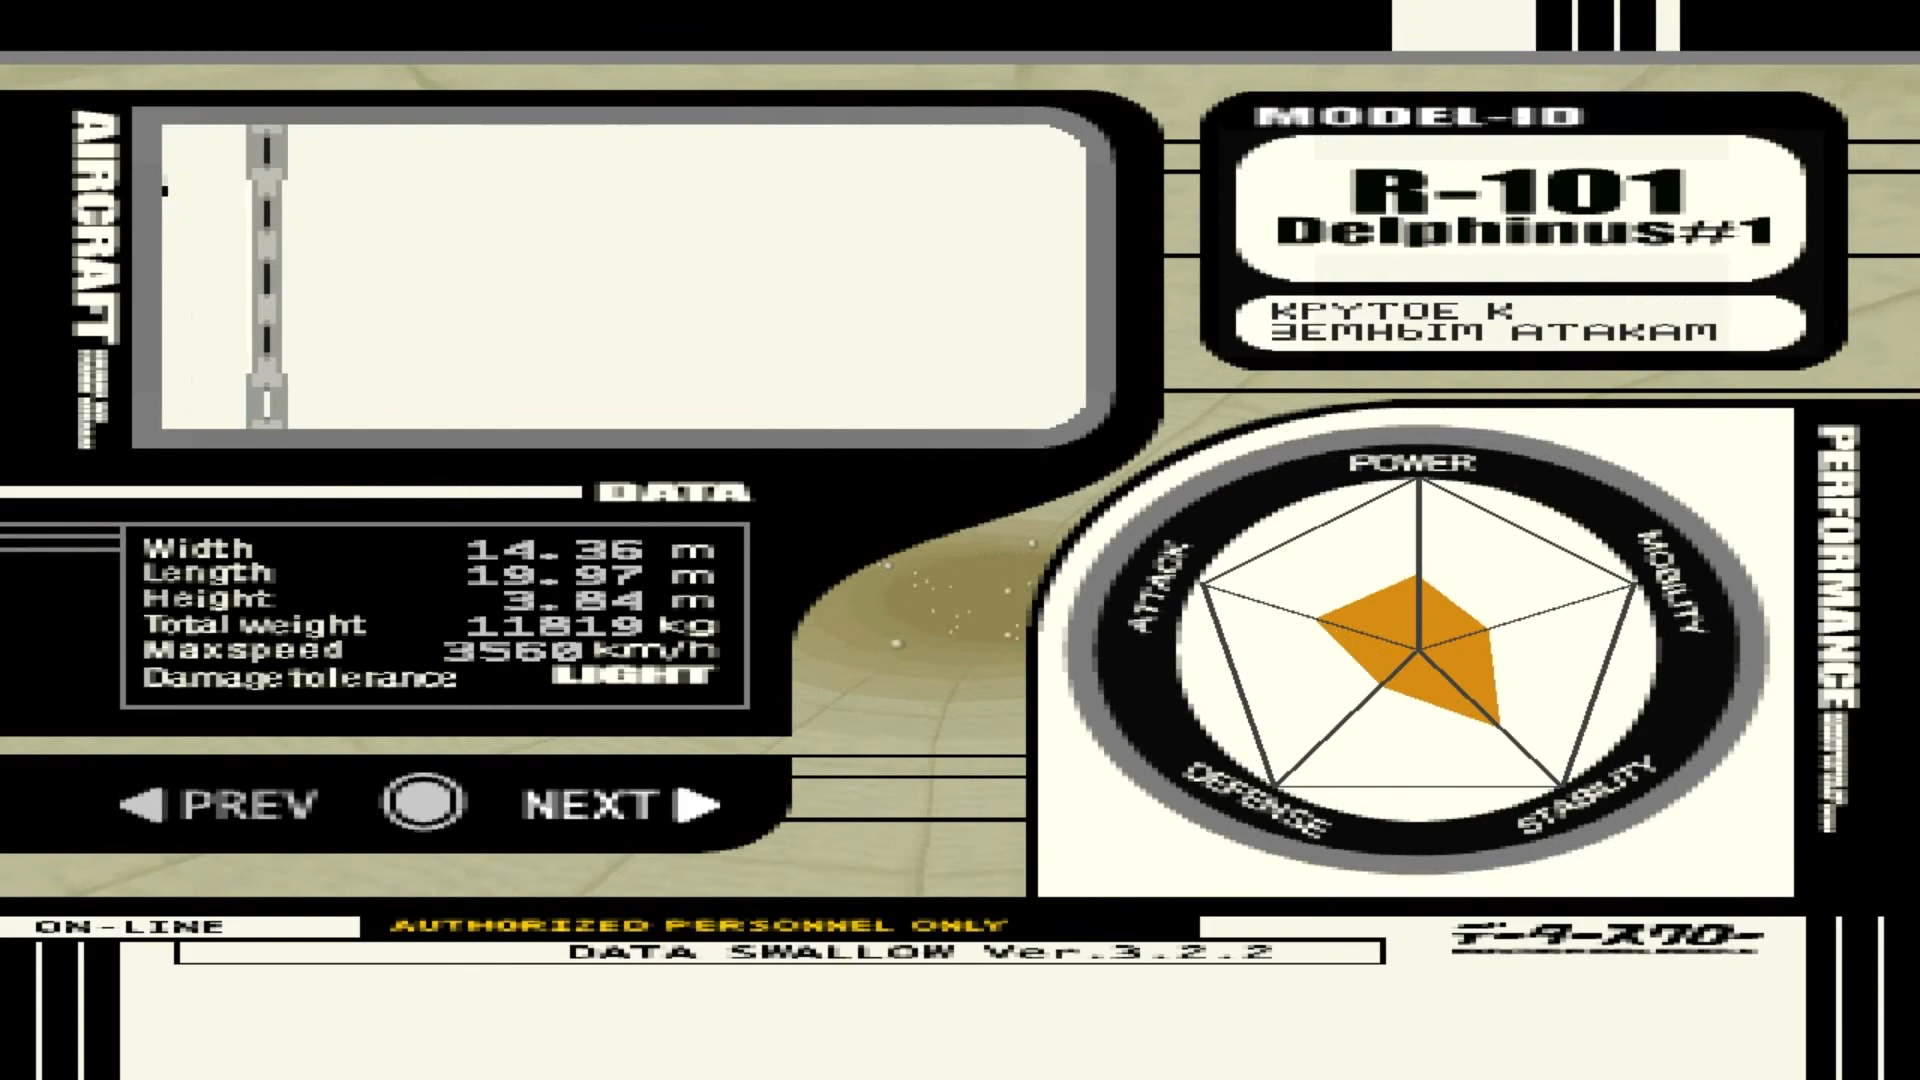 AIRCRAFT
MODEL-ID
R-101
Delphinus#1
КРУТОЕ К
ЗЕМНЫМ АТАКАМ
DATA
Width 14.36 m
Length 19.97 m
Height 3.84 m
Total weight 11819 kg
Maxspeed 3560 km/h
Damage tolerance LIGHT
PREV NEXT
PERFORMANCE
POWER
MOBILITY
STABILITY
DEFENSE
ATTACK
ON-LINE
AUTHORIZED PERSONNEL ONLY
DATA SWALLOW Ver.3.2.2
データースワロー